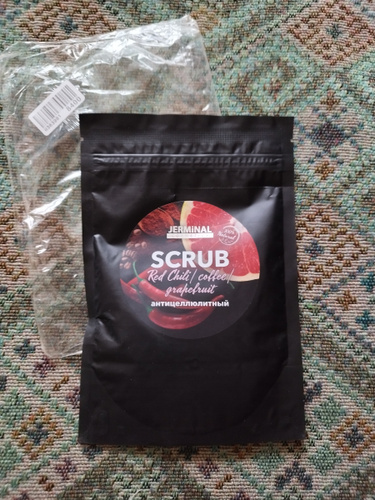 JERMINAL
SCRUB
Red Chili / coffee /
grapefruit
антицеллюлитный